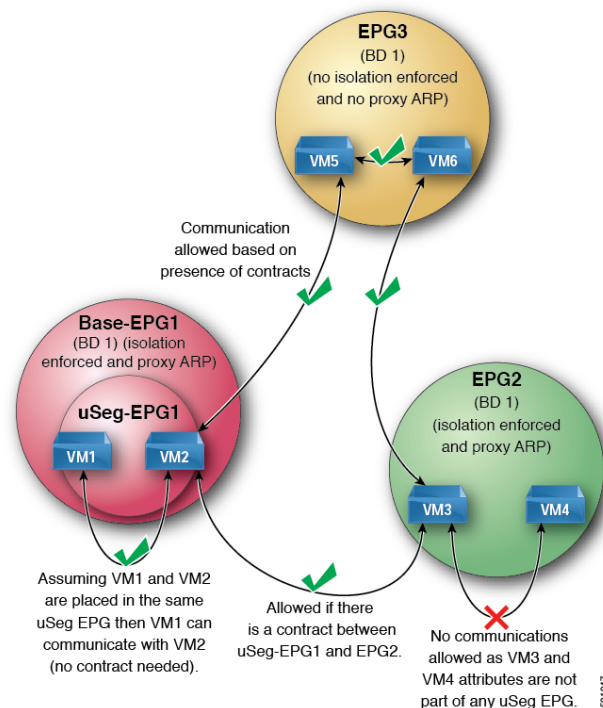 EPG3
(BD 1)
(no isolation enforced
and no proxy ARP)
VM5
VM6
Communication
allowed based on
presence of contracts
Base-EPG1
(BD 1) (isolation
enforced and proxy ARP)
uSeg-EPG1
VM1
VM2
EPG2
(BD 1)
(isolation enforced
and proxy ARP)
VM3
VM4
Assuming VM1 and VM2
are placed in the same
uSeg EPG then VM1 can
communicate with VM2
(no contract needed).
Allowed if there
is a contract between
uSeg-EPG1 and EPG2.
No communications
allowed as VM3 and
VM4 attributes are not
part of any uSeg EPG.